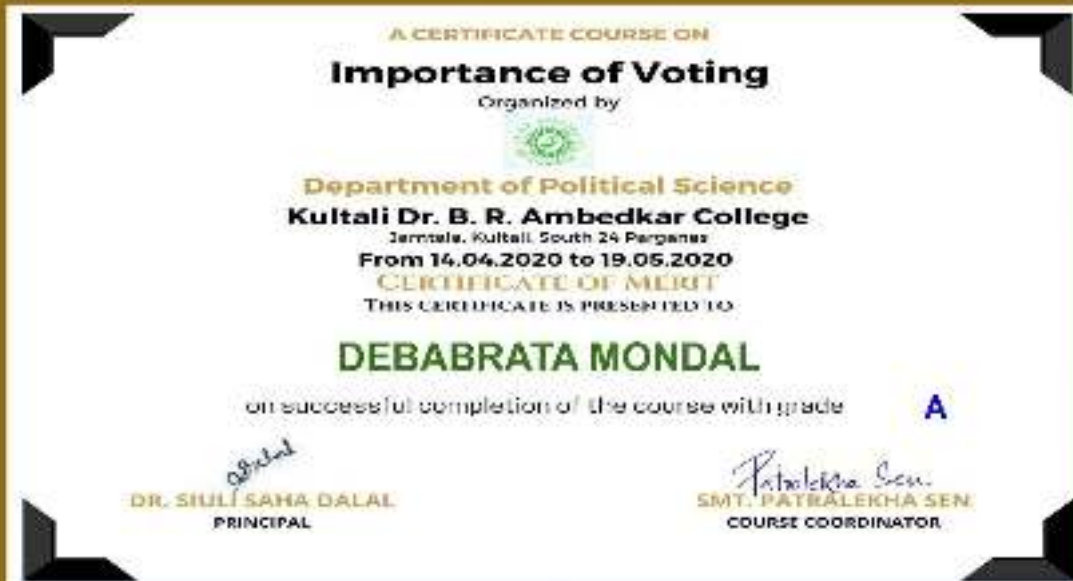 A CERTIFICATE COURSE ON
Importance of Voting
Organized by
Department of Political Science
Kultali Dr. B. R. Ambedkar College
Jamtala, Kultali, South 24 Parganas
From 14.04.2020 to 19.05.2020
CERTIFICATE OF MERIT
THIS CERTIFICATE IS PRESENTED TO
DEBABRATA MONDAL
on successful completion of the course with grade A
Patralekha Sen.
DR. SIULI SAHA DALAL SMT. PATRALEKHA SEN
PRINCIPAL COURSE COORDINATOR